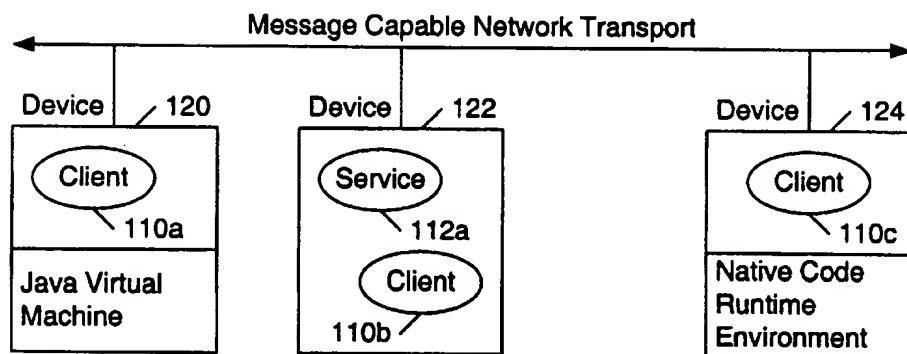 Message Capable Network Transport
Device
120
Device
122
Device
124
Client
110a
Service
112a
Client
110b
Client
110c
Java Virtual
Machine
Native Code
Runtime
Environment